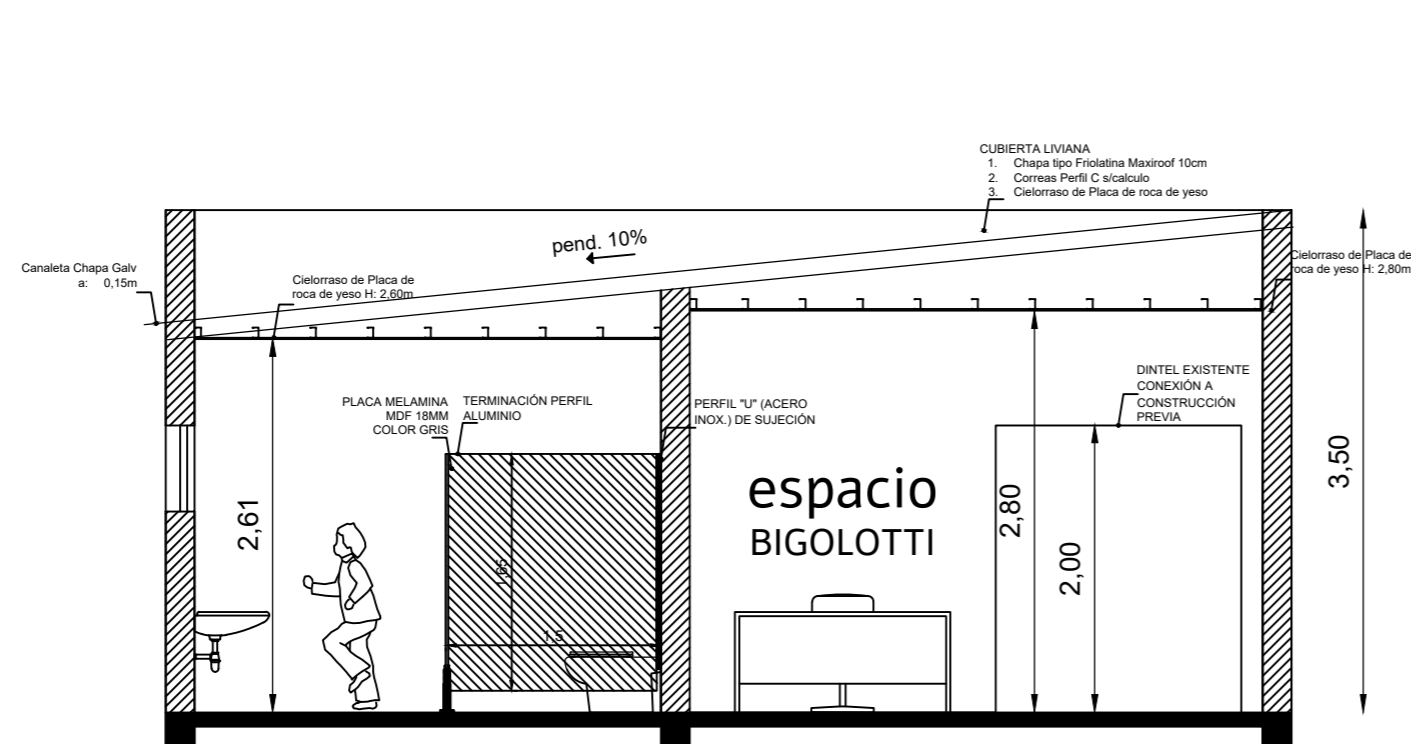 CUBIERTA LIVIANA
1. Chapa tipo Friolatina Maxiroof 10cm
2. Correas Perfil C s/calculo
3. Cielorraso de Placa de roca de yeso
pend. 10%
Canaleta Chapa Galv
a: 0,15m
Cielorraso de Placa de
roca de yeso H: 2,60m
Cielorraso de Placa de
roca de yeso H: 2,80m
DINTEL EXISTENTE
CONEXIÓN A
CONSTRUCCIÓN
PREVIA
PLACA MELAMINA
MDF 18MM
COLOR GRIS
TERMINACIÓN PERFIL
ALUMINIO
PERFIL "U" (ACERO
INOX.) DE SUJECIÓN
espacio
BIGOLOTTI
2,61
1,65
1,5
2,80
2,00
3,50